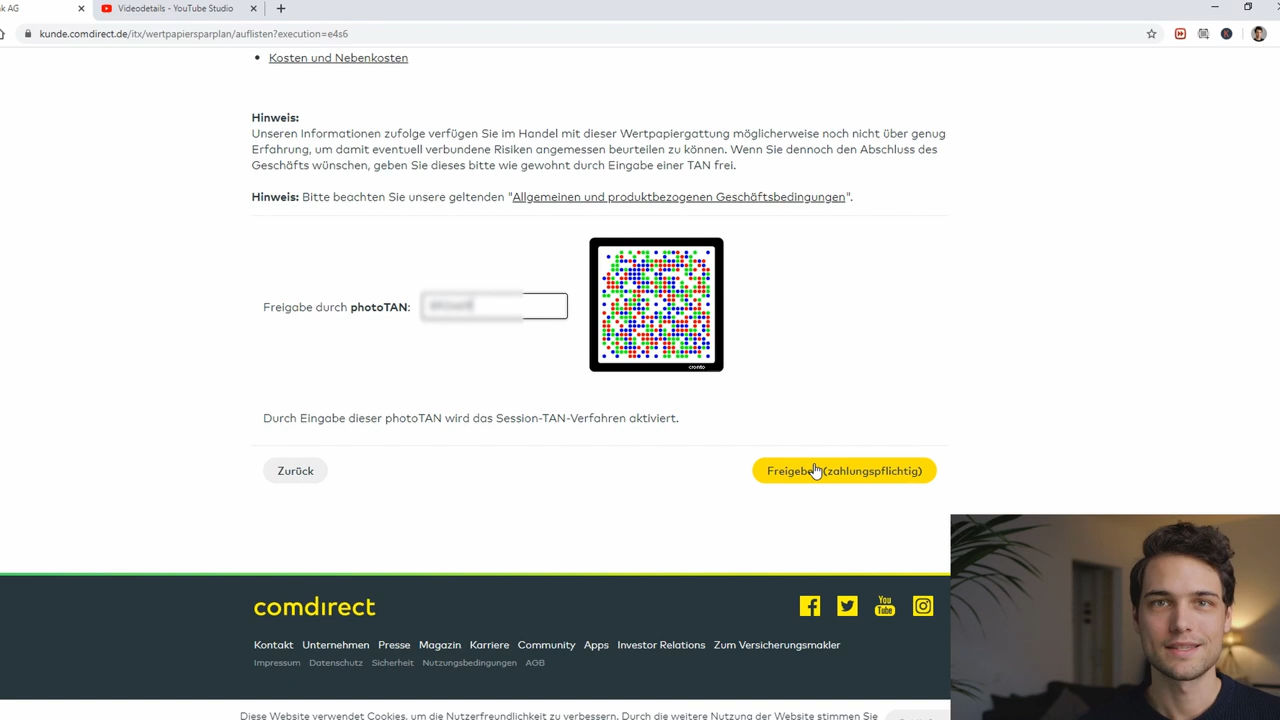 nk AG
Videodetails - YouTube Studio
kunde.comdirect.de/itx/wertpapiersparplan/auflisten?execution=e4s6
• Kosten und Nebenkosten
Hinweis:
Unseren Informationen zufolge verfügen Sie im Handel mit dieser Wertpapiergattung möglicherweise noch nicht über genug
Erfahrung, um damit eventuell verbundene Risiken angemessen beurteilen zu können. Wenn Sie dennoch den Abschluss des
Geschäfts wünschen, geben Sie dieses bitte wie gewohnt durch Eingabe einer TAN frei.
Hinweis: Bitte beachten Sie unsere geltenden "Allgemeinen und produktbezogenen Geschäftsbedingungen".
Freigabe durch photoTAN:
cronto
Durch Eingabe dieser photoTAN wird das Session-TAN-Verfahren aktiviert.
Zurück
Freigeben (zahlungspflichtig)
comdirect
You Tube
Kontakt Unternehmen Presse Magazin Karriere Community Apps Investor Relations Zum Versicherungsmakler
Impressum Datenschutz Sicherheit Nutzungsbedingungen AGB
Diese Website verwendet Cookies, um die Nutzerfreundlichkeit zu verbessern. Durch die weitere Nutzung der Website stimmen Sie